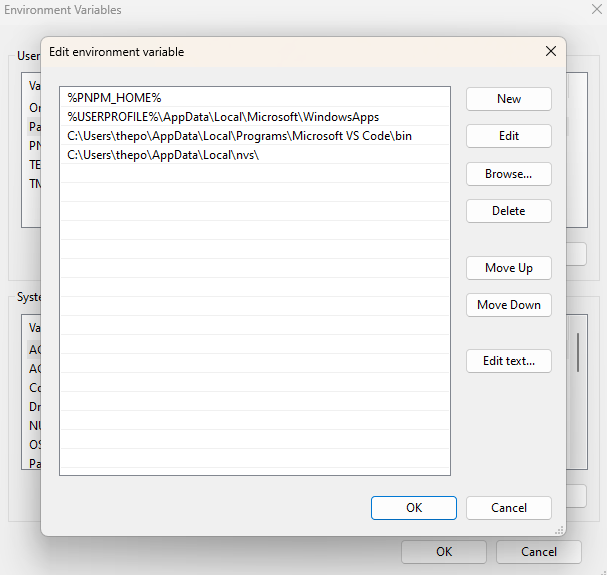 Environment Variables
User
Edit environment variable
Va
%PNPM_HOME%
New
On
%USERPROFILE%\AppData\Local\Microsoft\WindowsApps
Pa
C:\Users\thepo\AppData\Local\Programs\Microsoft VS Code\bin
Edit
PN
C:\Users\thepo\AppData\Local\nvs\
TE
Browse...
TM
Delete
Move Up
Syste
Move Down
Va
AC
Edit text...
AC
Co
Dr
NU
OS
Pa
OK
Cancel
OK
Cancel